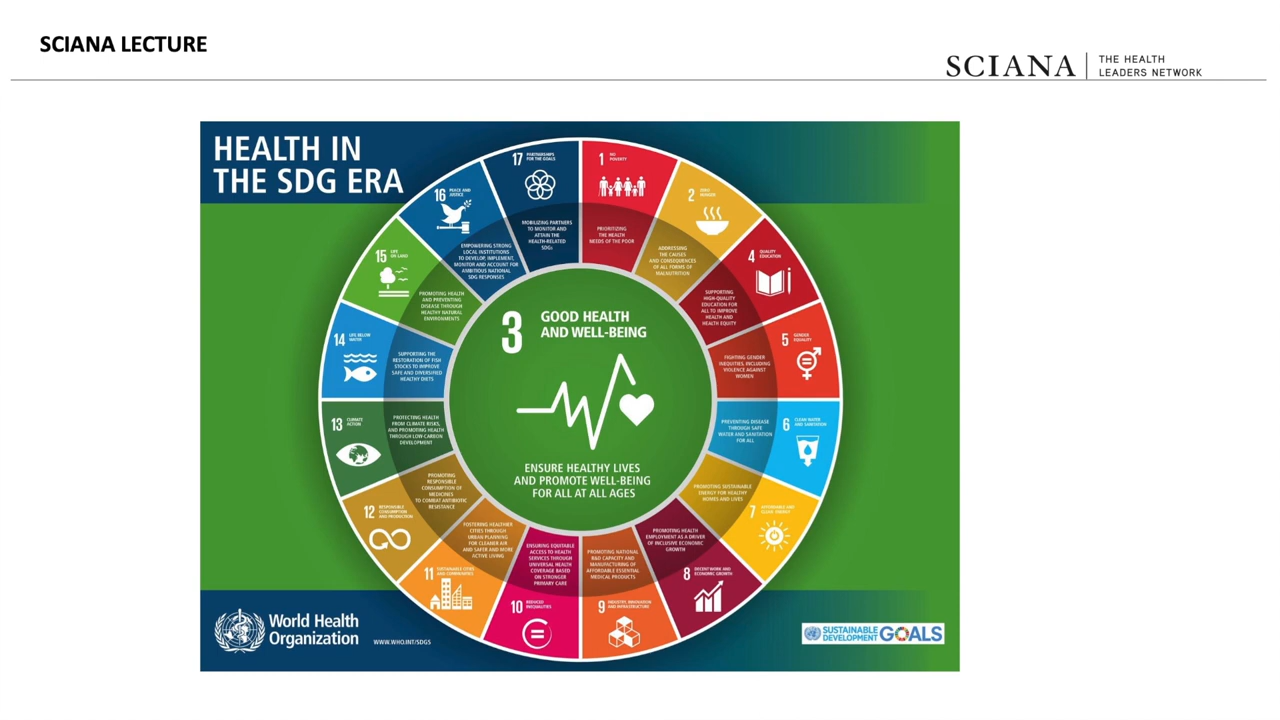 SCIANA LECTURE
SCIANA
THE HEALTH
LEADERS NETWORK
HEALTH IN
THE SDG ERA
1
NO
POVERTY
PRIORITIZING
THE HEALTH
NEEDS OF THE POOR
2
ZERO
HUNGER
ADDRESSING
THE CAUSES
AND CONSEQUENCES
OF ALL FORMS OF
MALNUTRITION
4
QUALITY
EDUCATION
SUPPORTING
HIGH-QUALITY
EDUCATION FOR
ALL TO IMPROVE
HEALTH AND
HEALTH EQUITY
5
GENDER
EQUALITY
FIGHTING GENDER
INEQUITIES, INCLUDING
VIOLENCE AGAINST
WOMEN
6
CLEAN WATER
AND SANITATION
PREVENTING DISEASE
THROUGH SAFE
WATER AND SANITATION
FOR ALL
7
AFFORDABLE AND
CLEAN ENERGY
PROMOTING SUSTAINABLE
ENERGY FOR HEALTHY
HOMES AND LIVES
8
DECENT WORK AND
ECONOMIC GROWTH
PROMOTING HEALTH
EMPLOYMENT AS A DRIVER
OF INCLUSIVE ECONOMIC
GROWTH
9
INDUSTRY, INNOVATION
AND INFRASTRUCTURE
PROMOTING NATIONAL
R&D CAPACITY AND
MANUFACTURING OF
AFFORDABLE ESSENTIAL
MEDICAL PRODUCTS
10
REDUCED
INEQUALITIES
ENSURING EQUITABLE
ACCESS TO HEALTH
SERVICES THROUGH
UNIVERSAL HEALTH
COVERAGE BASED
ON STRONGER
PRIMARY CARE
11
SUSTAINABLE CITIES
AND COMMUNITIES
FOSTERING HEALTHIER
CITIES THROUGH
URBAN PLANNING
FOR CLEANER AIR
AND SAFER AND MORE
ACTIVE LIVING
12
RESPONSIBLE
CONSUMPTION
AND PRODUCTION
PROMOTING
RESPONSIBLE
CONSUMPTION OF
MEDICINES
TO COMBAT ANTIBIOTIC
RESISTANCE
13
CLIMATE
ACTION
PROTECTING HEALTH
FROM CLIMATE RISKS,
AND PROMOTING HEALTH
THROUGH LOW-CARBON
DEVELOPMENT
14
LIFE BELOW
WATER
SUPPORTING THE
RESTORATION OF FISH
STOCKS TO IMPROVE
SAFE AND DIVERSIFIED
HEALTHY DIETS
15
LIFE
ON LAND
PROMOTING HEALTH
AND PREVENTING
DISEASE THROUGH
HEALTHY NATURAL
ENVIRONMENTS
16
PEACE AND
JUSTICE
EMPOWERING STRONG
LOCAL INSTITUTIONS
TO DEVELOP, IMPLEMENT,
MONITOR AND ACCOUNT FOR
AMBITIOUS NATIONAL
SDG RESPONSES
17
PARTNERSHIPS
FOR THE GOALS
MOBILIZING PARTNERS
TO MONITOR AND
ATTAIN THE
HEALTH-RELATED
SDGs
3
GOOD HEALTH
AND WELL-BEING
ENSURE HEALTHY LIVES
AND PROMOTE WELL-BEING
FOR ALL AT ALL AGES
World Health
Organization
WWW.WHO.INT/SDGS
SUSTAINABLE
DEVELOPMENT
GOALS